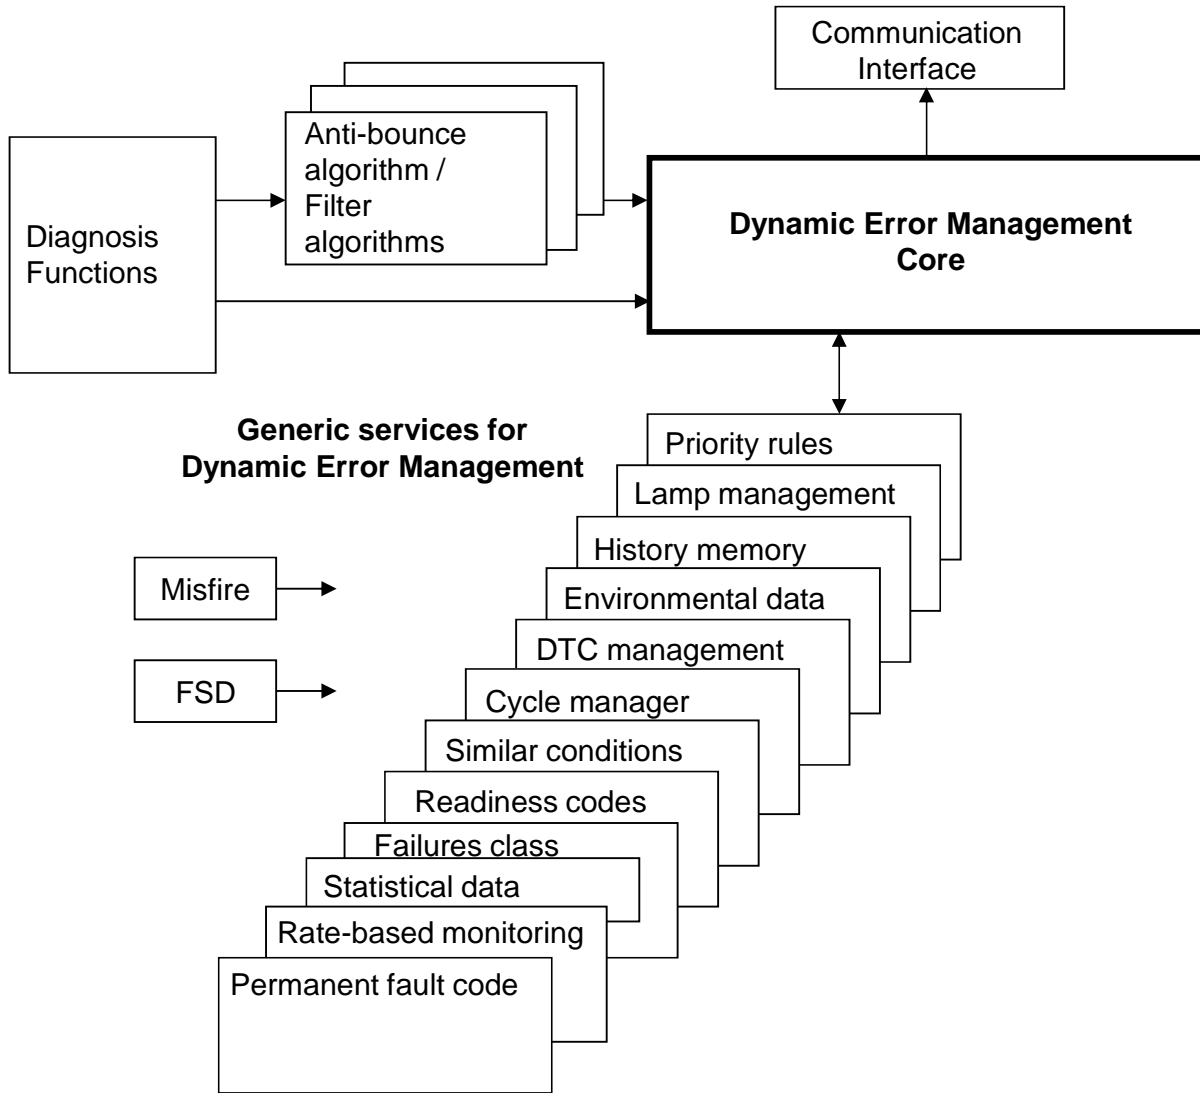 Communication
Interface
Anti-bounce
algorithm /
Filter
algorithms
Diagnosis
Functions
Dynamic Error Management
Core
Generic services for
Dynamic Error Management
Priority rules
Lamp management
History memory
Misfire
Environmental data
DTC management
FSD
Cycle manager
Similar conditions
Readiness codes
Failures class
Statistical data
Rate-based monitoring
Permanent fault code